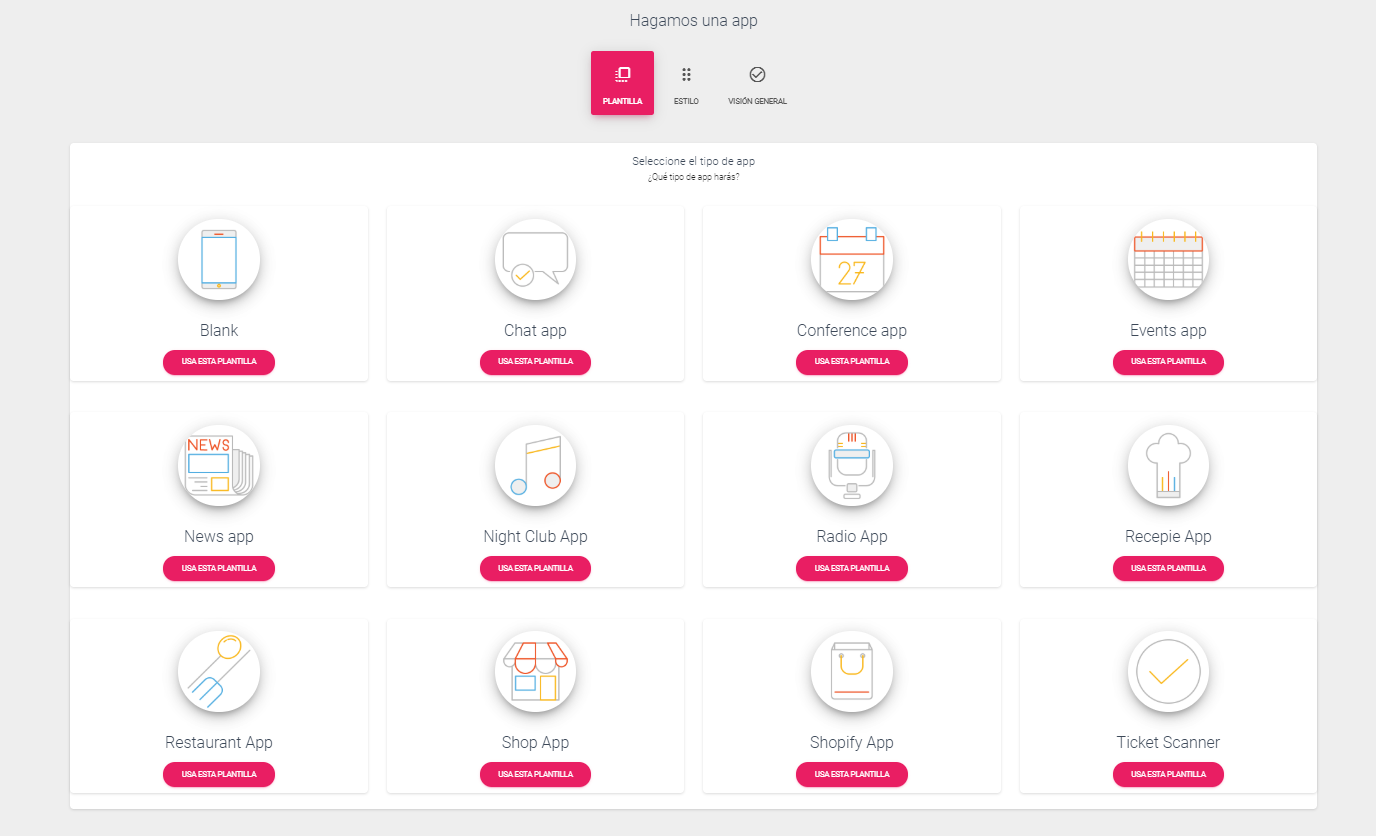 Hagamos una app
PLANTILLA
ESTILO
VISIÓN GENERAL
Seleccione el tipo de app
¿Qué tipo de app harás?
27
Blank
Chat app
Conference app
Events app
USA ESTA PLANTILLA
USA ESTA PLANTILLA
USA ESTA PLANTILLA
USA ESTA PLANTILLA
NEWS
News app
Night Club App
Radio App
Recepie App
USA ESTA PLANTILLA
USA ESTA PLANTILLA
USA ESTA PLANTILLA
USA ESTA PLANTILLA
Restaurant App
Shop App
Shopify App
Ticket Scanner
USA ESTA PLANTILLA
USA ESTA PLANTILLA
USA ESTA PLANTILLA
USA ESTA PLANTILLA